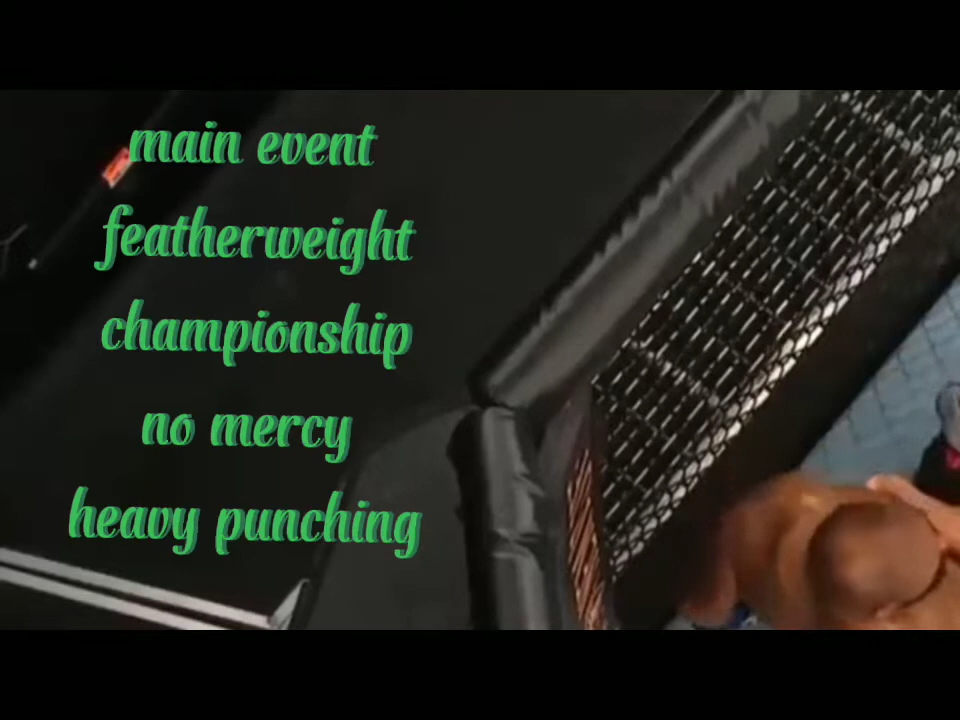 main event
featherweight
championship
no mercy
heavy punching